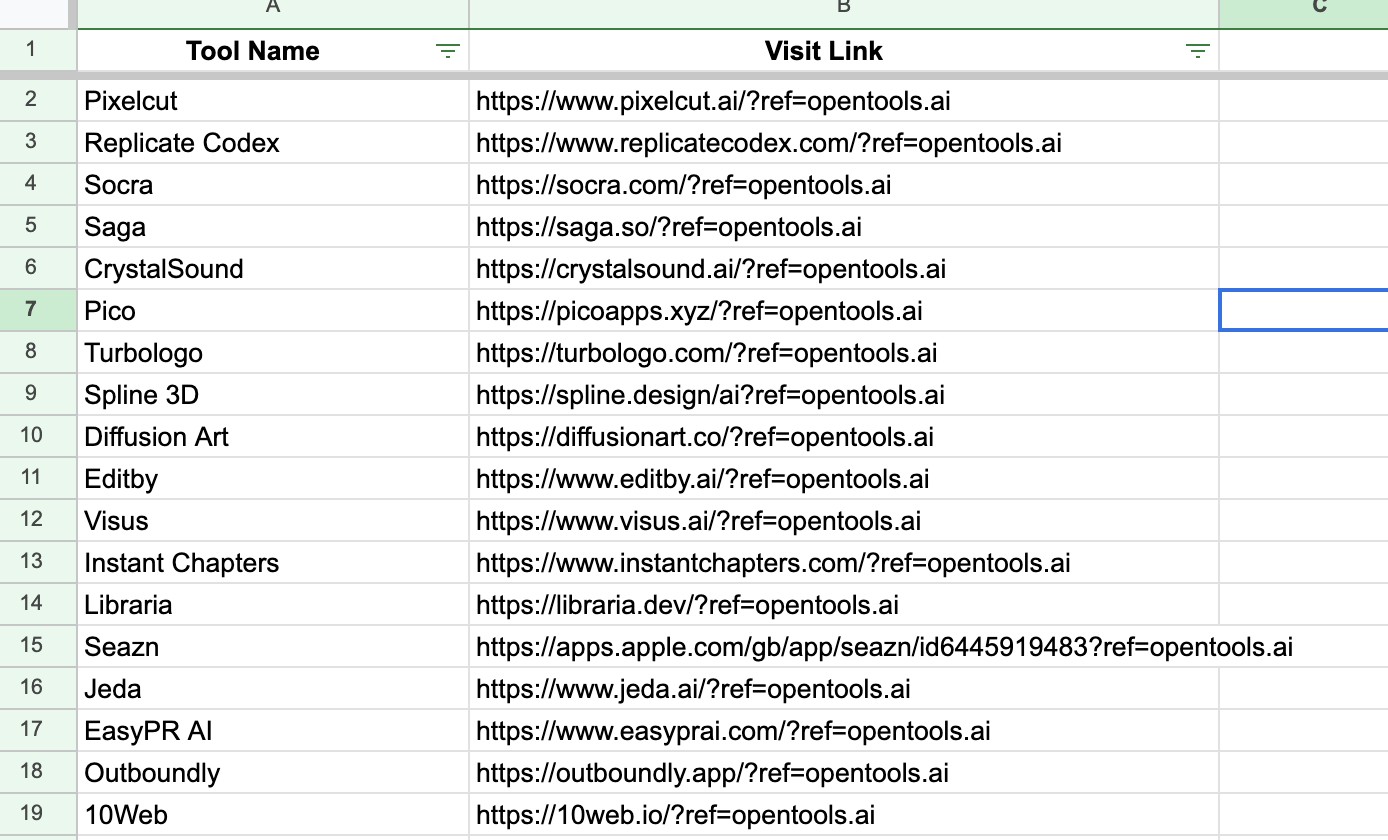 A B C
1 Tool Name Visit Link
2 Pixelcut https://www.pixelcut.ai/?ref=opentools.ai
3 Replicate Codex https://www.replicatecodex.com/?ref=opentools.ai
4 Socra https://socra.com/?ref=opentools.ai
5 Saga https://saga.so/?ref=opentools.ai
6 CrystalSound https://crystalsound.ai/?ref=opentools.ai
7 Pico https://picoapps.xyz/?ref=opentools.ai
8 Turbologo https://turbologo.com/?ref=opentools.ai
9 Spline 3D https://spline.design/ai?ref=opentools.ai
10 Diffusion Art https://diffusionart.co/?ref=opentools.ai
11 Editby https://www.editby.ai/?ref=opentools.ai
12 Visus https://www.visus.ai/?ref=opentools.ai
13 Instant Chapters https://www.instantchapters.com/?ref=opentools.ai
14 Libraria https://libraria.dev/?ref=opentools.ai
15 Seazn https://apps.apple.com/gb/app/seazn/id6445919483?ref=opentools.ai
16 Jeda https://www.jeda.ai/?ref=opentools.ai
17 EasyPR AI https://www.easyprai.com/?ref=opentools.ai
18 Outboundly https://outboundly.app/?ref=opentools.ai
19 10Web https://10web.io/?ref=opentools.ai